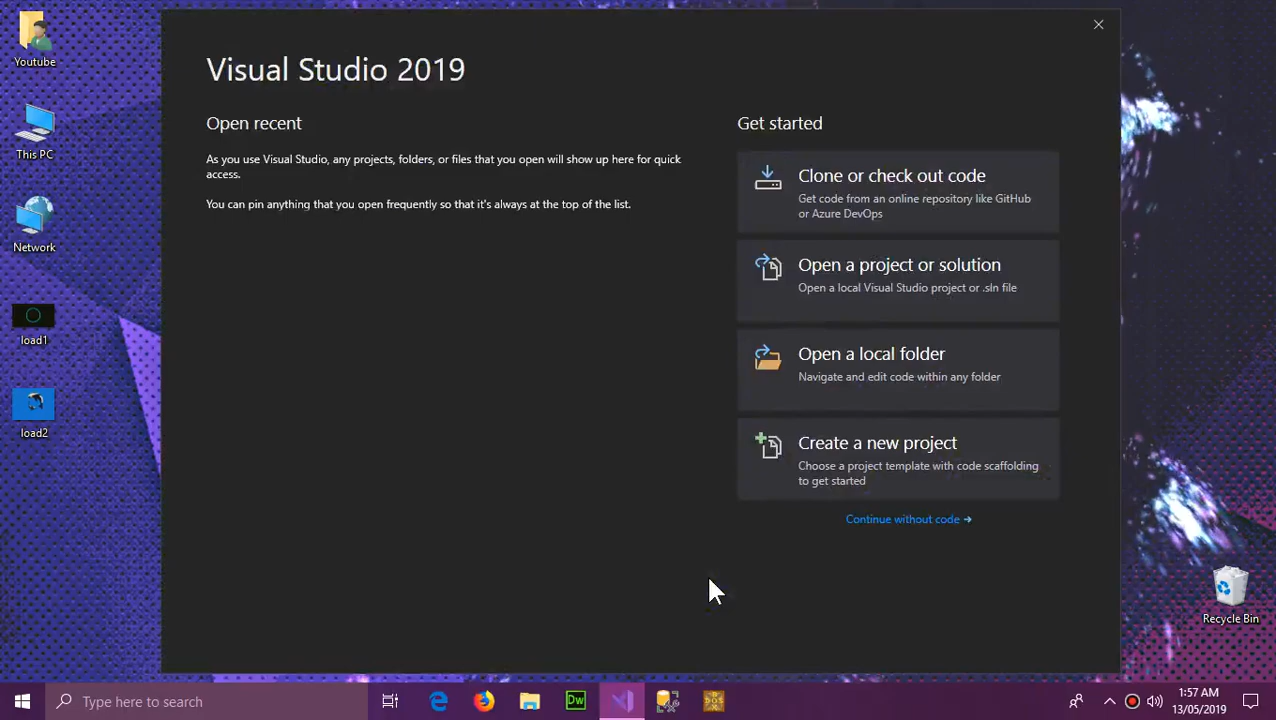 Youtube
This PC
Network
load1
load2
Visual Studio 2019
Open recent
As you use Visual Studio, any projects, folders, or files that you open will show up here for quick
access.
You can pin anything that you open frequently so that it's always at the top of the list.
Get started
Clone or check out code
Get code from an online repository like GitHub
or Azure DevOps
Open a project or solution
Open a local Visual Studio project or .sln file
Open a local folder
Navigate and edit code within any folder
Create a new project
Choose a project template with code scaffolding
to get started
Continue without code →
Recycle Bin
Type here to search
Dw
DOS
1:57 AM
13/05/2019